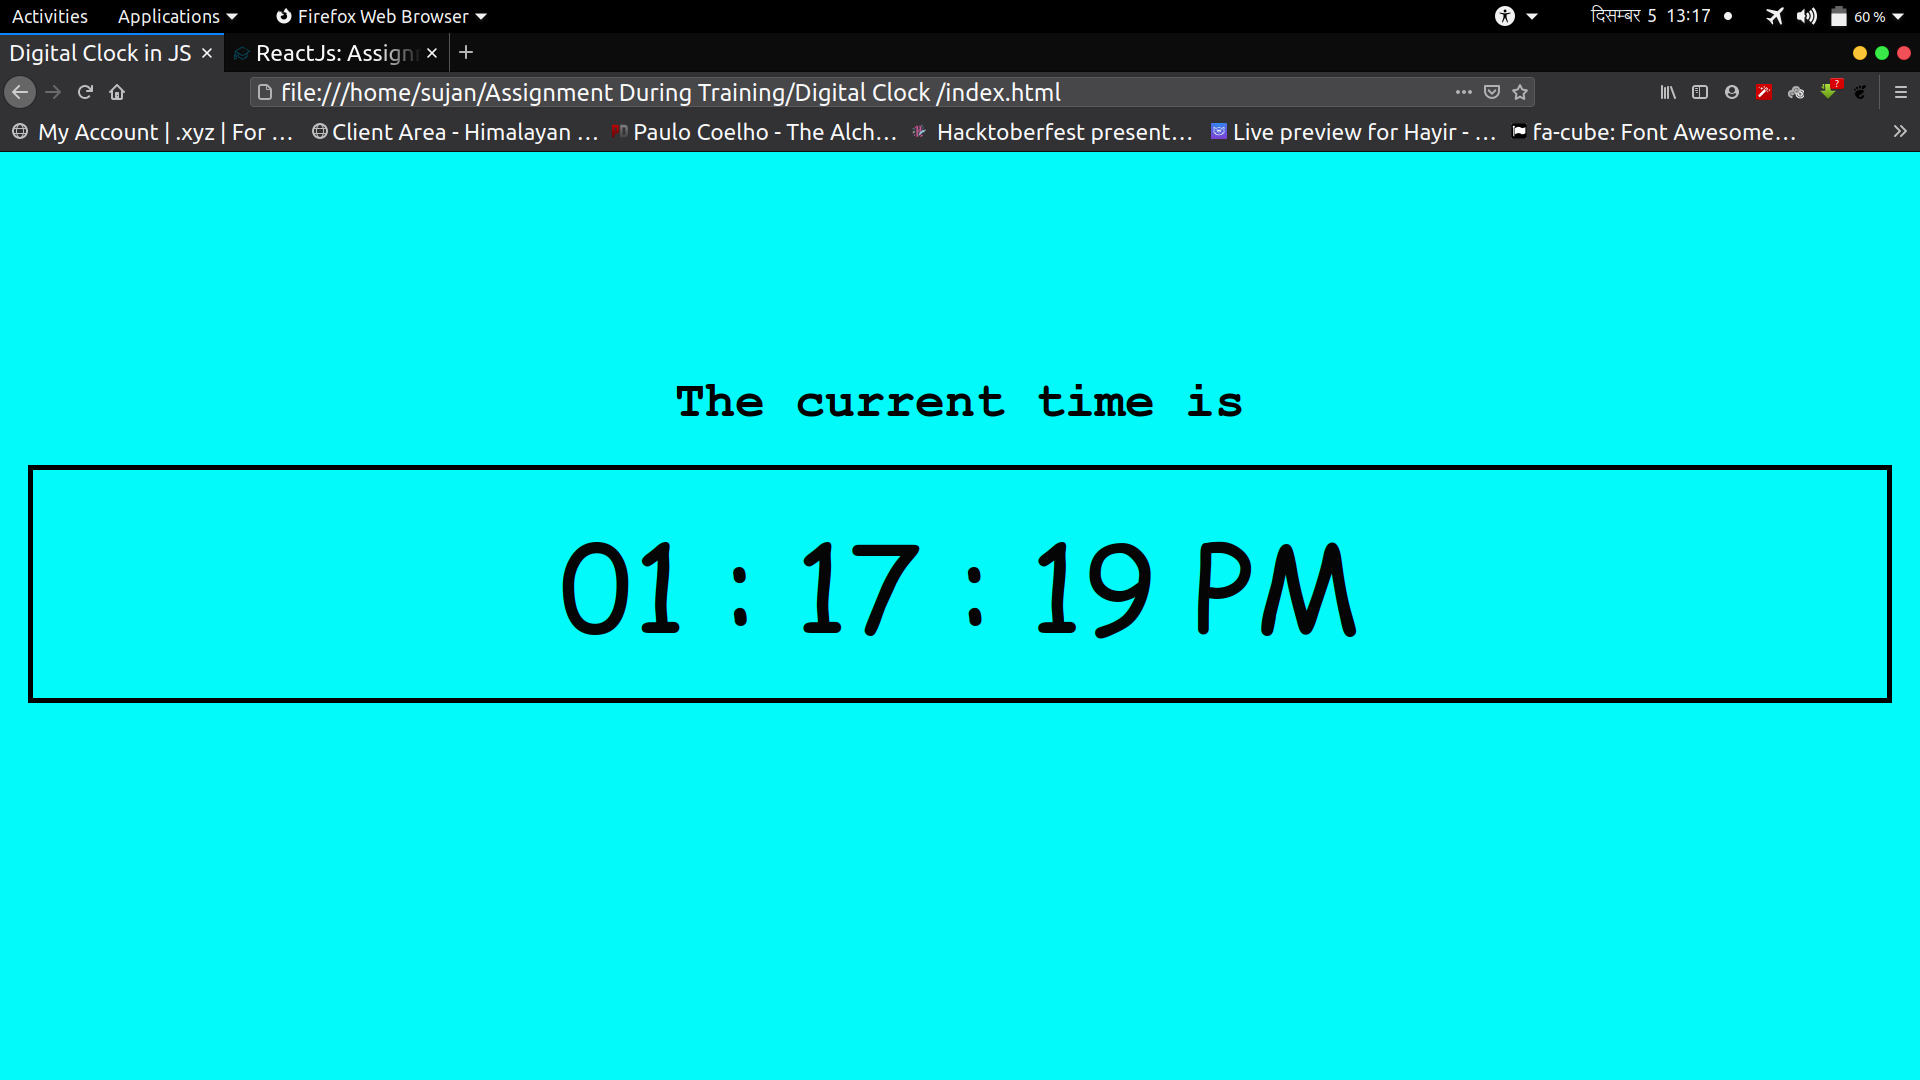 Activities Applications Firefox Web Browser दिसम्बर 5 13:17 60 %
Digital Clock in JS ReactJs: Assign
file:///home/sujan/Assignment During Training/Digital Clock /index.html
My Account | .xyz | For … Client Area - Himalayan … Paulo Coelho - The Alch… Hacktoberfest present… Live preview for Hayir - … fa-cube: Font Awesome…
The current time is
01 : 17 : 19 PM